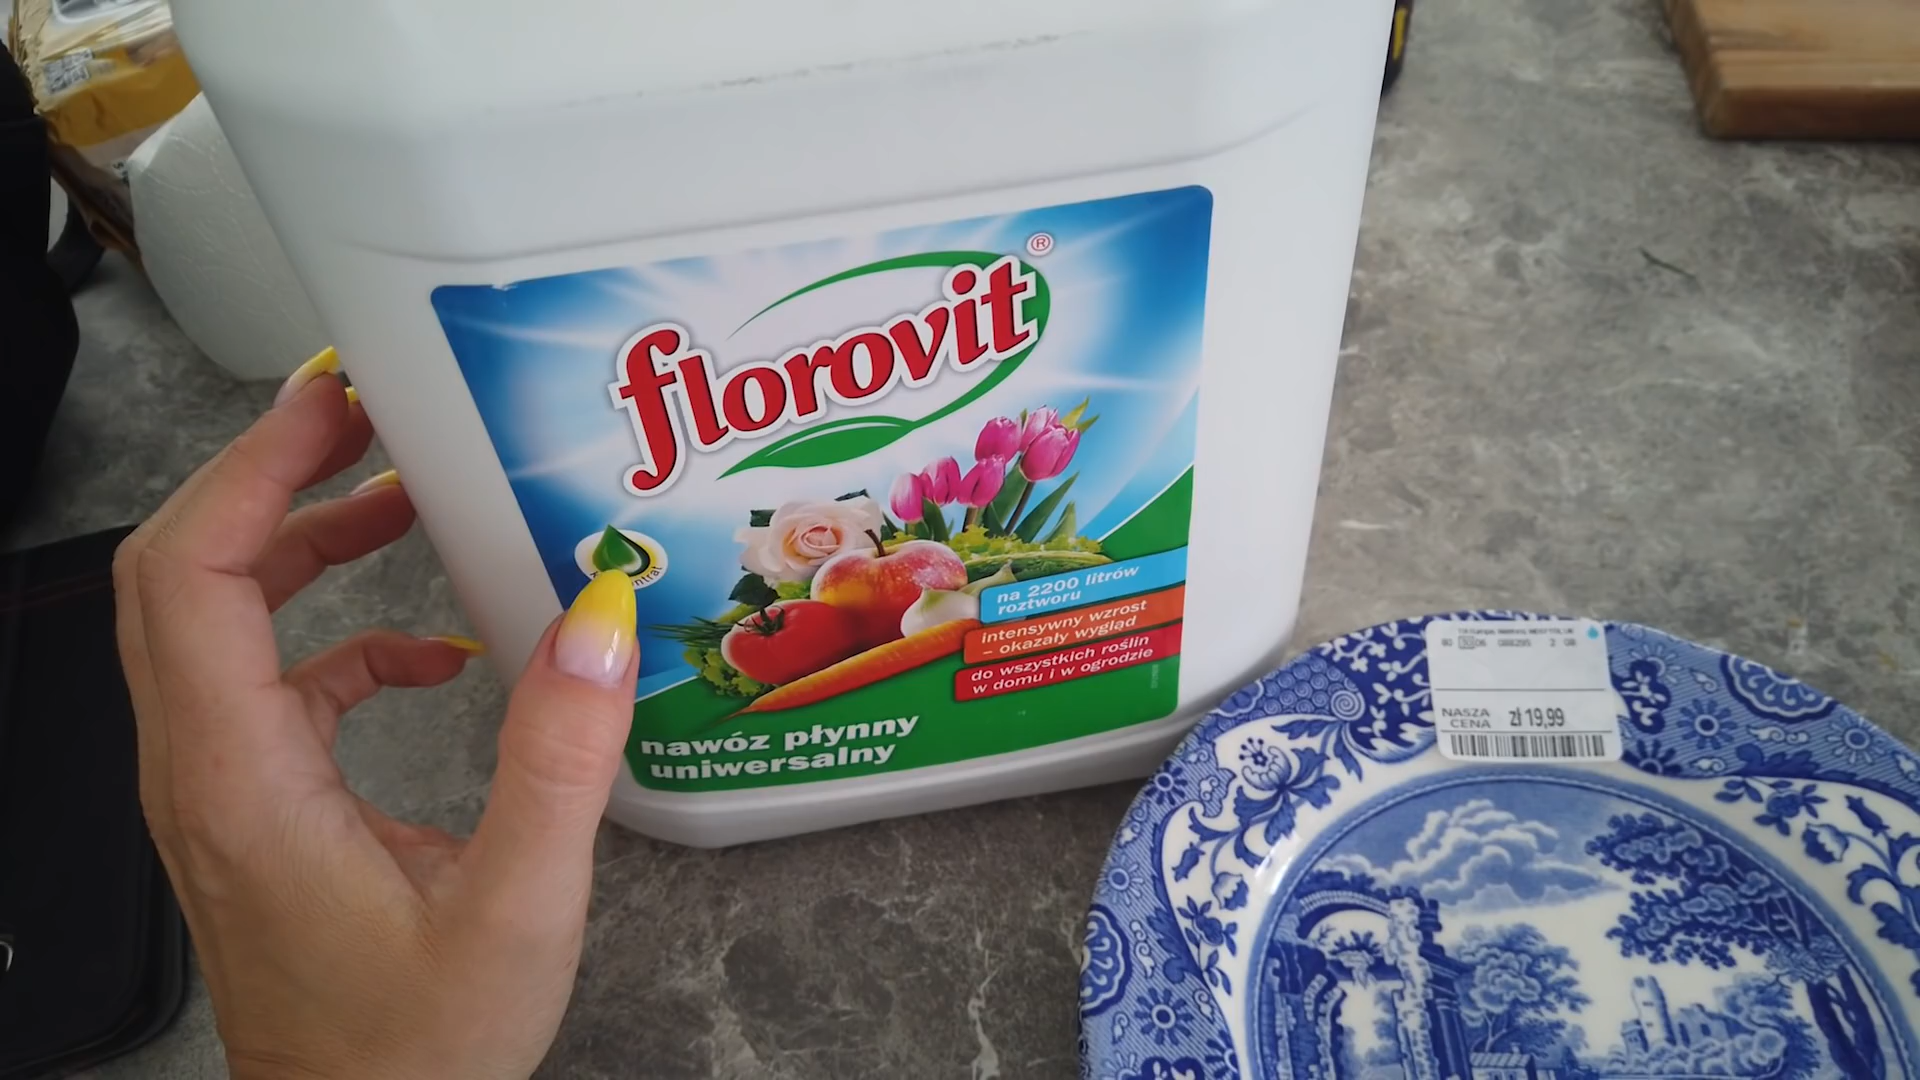 florovit®
na 2200 litrów
roztworu
intensywny wzrost
– okazały wygląd
do wszystkich roślin
w domu i w ogrodzie
nawóz płynny
uniwersalny
NASZA
CENA zł 19,99